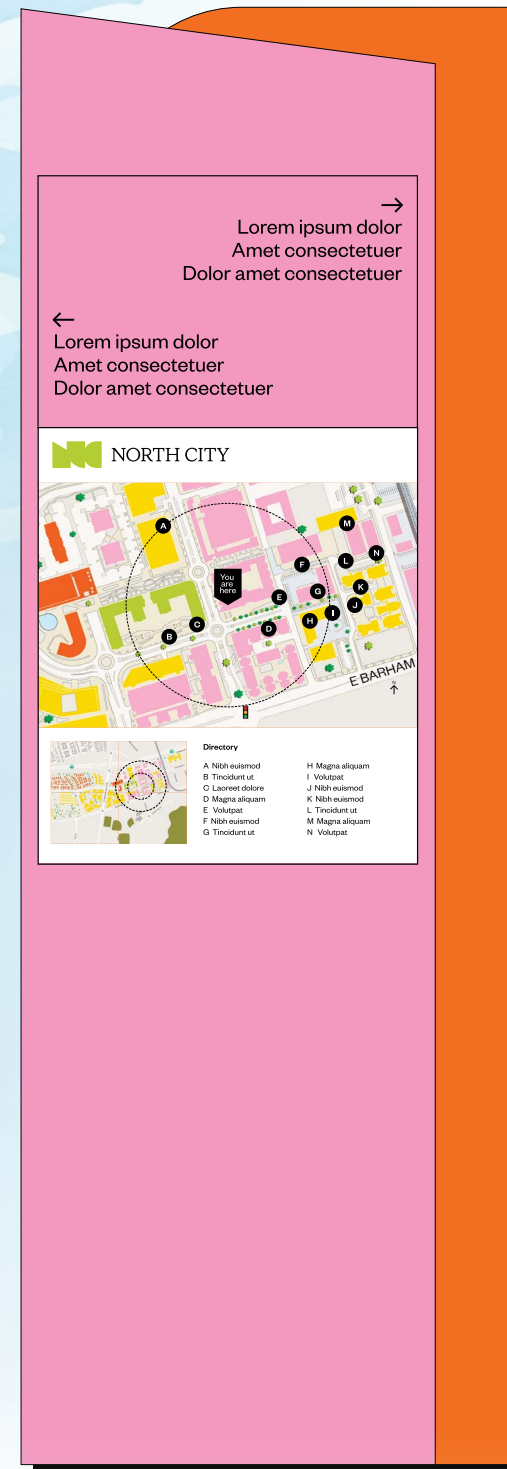 →
Lorem ipsum dolor
Amet consectetuer
Dolor amet consectetuer
←
Lorem ipsum dolor
Amet consectetuer
Dolor amet consectetuer
NORTH CITY
A
M
N
L
F
K
You
are
here
G
E
J
I
H
C
D
B
E BARHAM
N
Directory
A Nibh euismod
B Tincidunt ut
C Laoreet dolore
D Magna aliquam
E Volutpat
F Nibh euismod
G Tincidunt ut
H Magna aliquam
I Volutpat
J Nibh euismod
K Nibh euismod
L Tincidunt ut
M Magna aliquam
N Volutpat